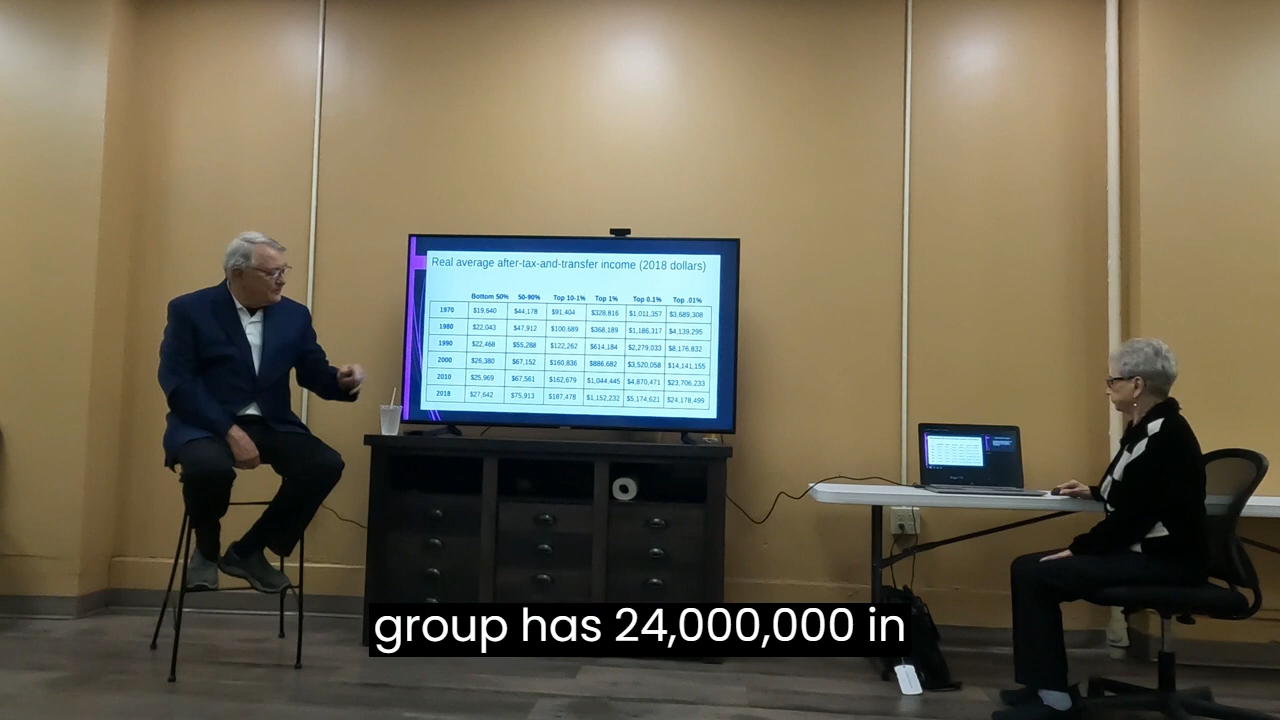 Real average after-tax-and-transfer income (2018 dollars)
Bottom 50% 50-90% Top 10-1% Top 1% Top 0.1% Top .01%
1970 $19,640 $44,178 $91,404 $328,816 $1,011,357 $3,689,308
1980 $22,043 $47,912 $100,689 $368,189 $1,186,317 $4,139,295
1990 $22,468 $55,288 $122,262 $614,184 $2,279,033 $8,176,832
2000 $26,380 $67,152 $160,836 $886,682 $3,520,058 $14,141,155
2010 $25,969 $67,561 $162,679 $1,044,445 $4,870,471 $23,706,233
2018 $27,642 $75,913 $187,478 $1,152,232 $5,174,621 $24,178,499
group has 24,000,000 in